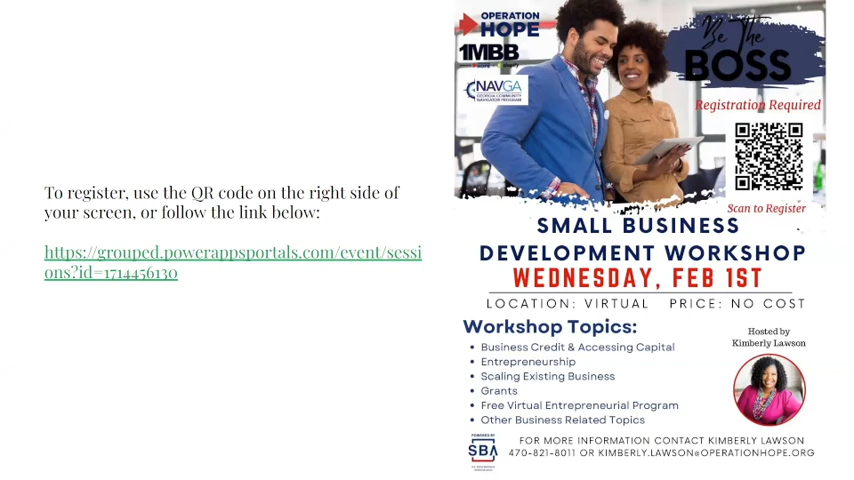 To register, use the QR code on the right side of
your screen, or follow the link below:
https://grouped.powerappsportals.com/event/sessi
ons?id=1714456130
OPERATION
HOPE
1MBB
NAVGA
GEORGIA COMMUNITY
NAVIGATOR PROGRAM
Be The
BOSS
Registration Required
Scan to Register
SMALL BUSINESS
DEVELOPMENT WORKSHOP
WEDNESDAY, FEB 1ST
LOCATION: VIRTUAL PRICE: NO COST
Workshop Topics:
• Business Credit & Accessing Capital
• Entrepreneurship
• Scaling Existing Business
• Grants
• Free Virtual Entrepreneurial Program
• Other Business Related Topics
Hosted by
Kimberly Lawson
POWERED BY
SBA
FOR MORE INFORMATION CONTACT KIMBERLY LAWSON
470-821-8011 OR KIMBERLY.LAWSON@OPERATIONHOPE.ORG